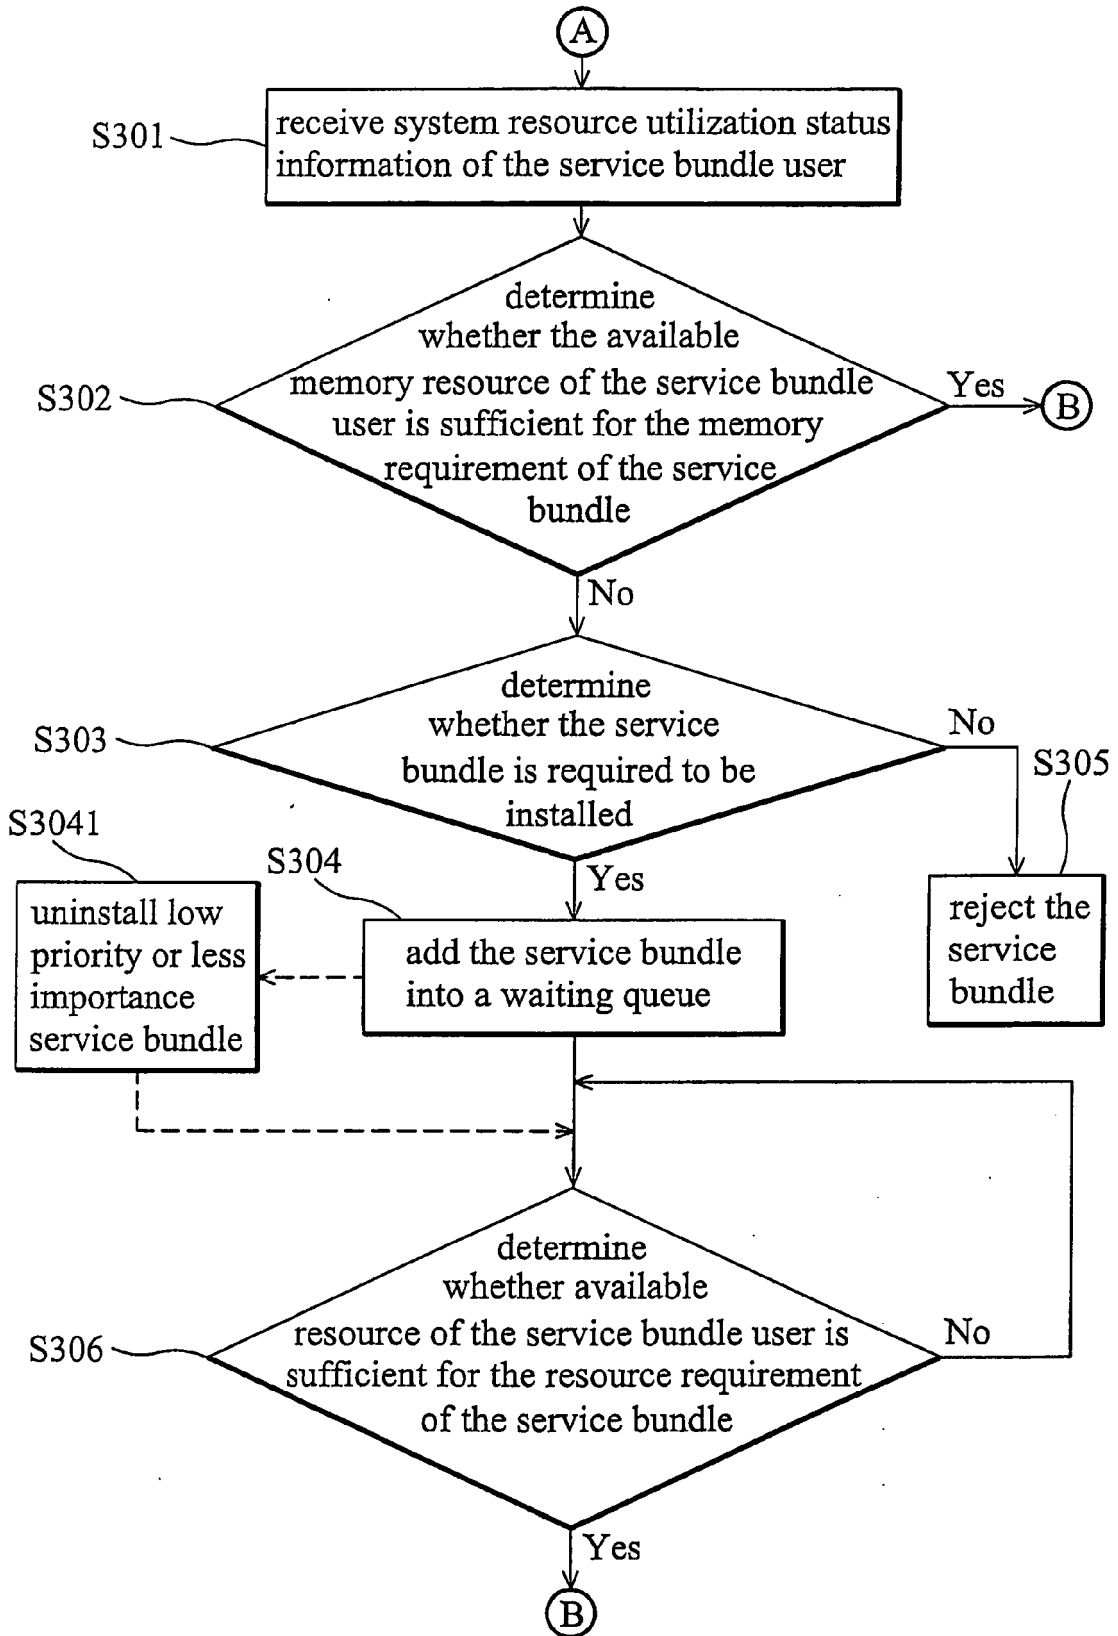 A
S301
receive system resource utilization status
information of the service bundle user
determine
whether the available
memory resource of the service bundle
user is sufficient for the memory
requirement of the service
bundle
S302
Yes
B
No
determine
whether the service
bundle is required to be
installed
S303
No
S305
reject the
service
bundle
Yes
S304
add the service bundle
into a waiting queue
S3041
uninstall low
priority or less
importance
service bundle
determine
whether available
resource of the service bundle user is
sufficient for the resource requirement
of the service bundle
S306
No
Yes
B